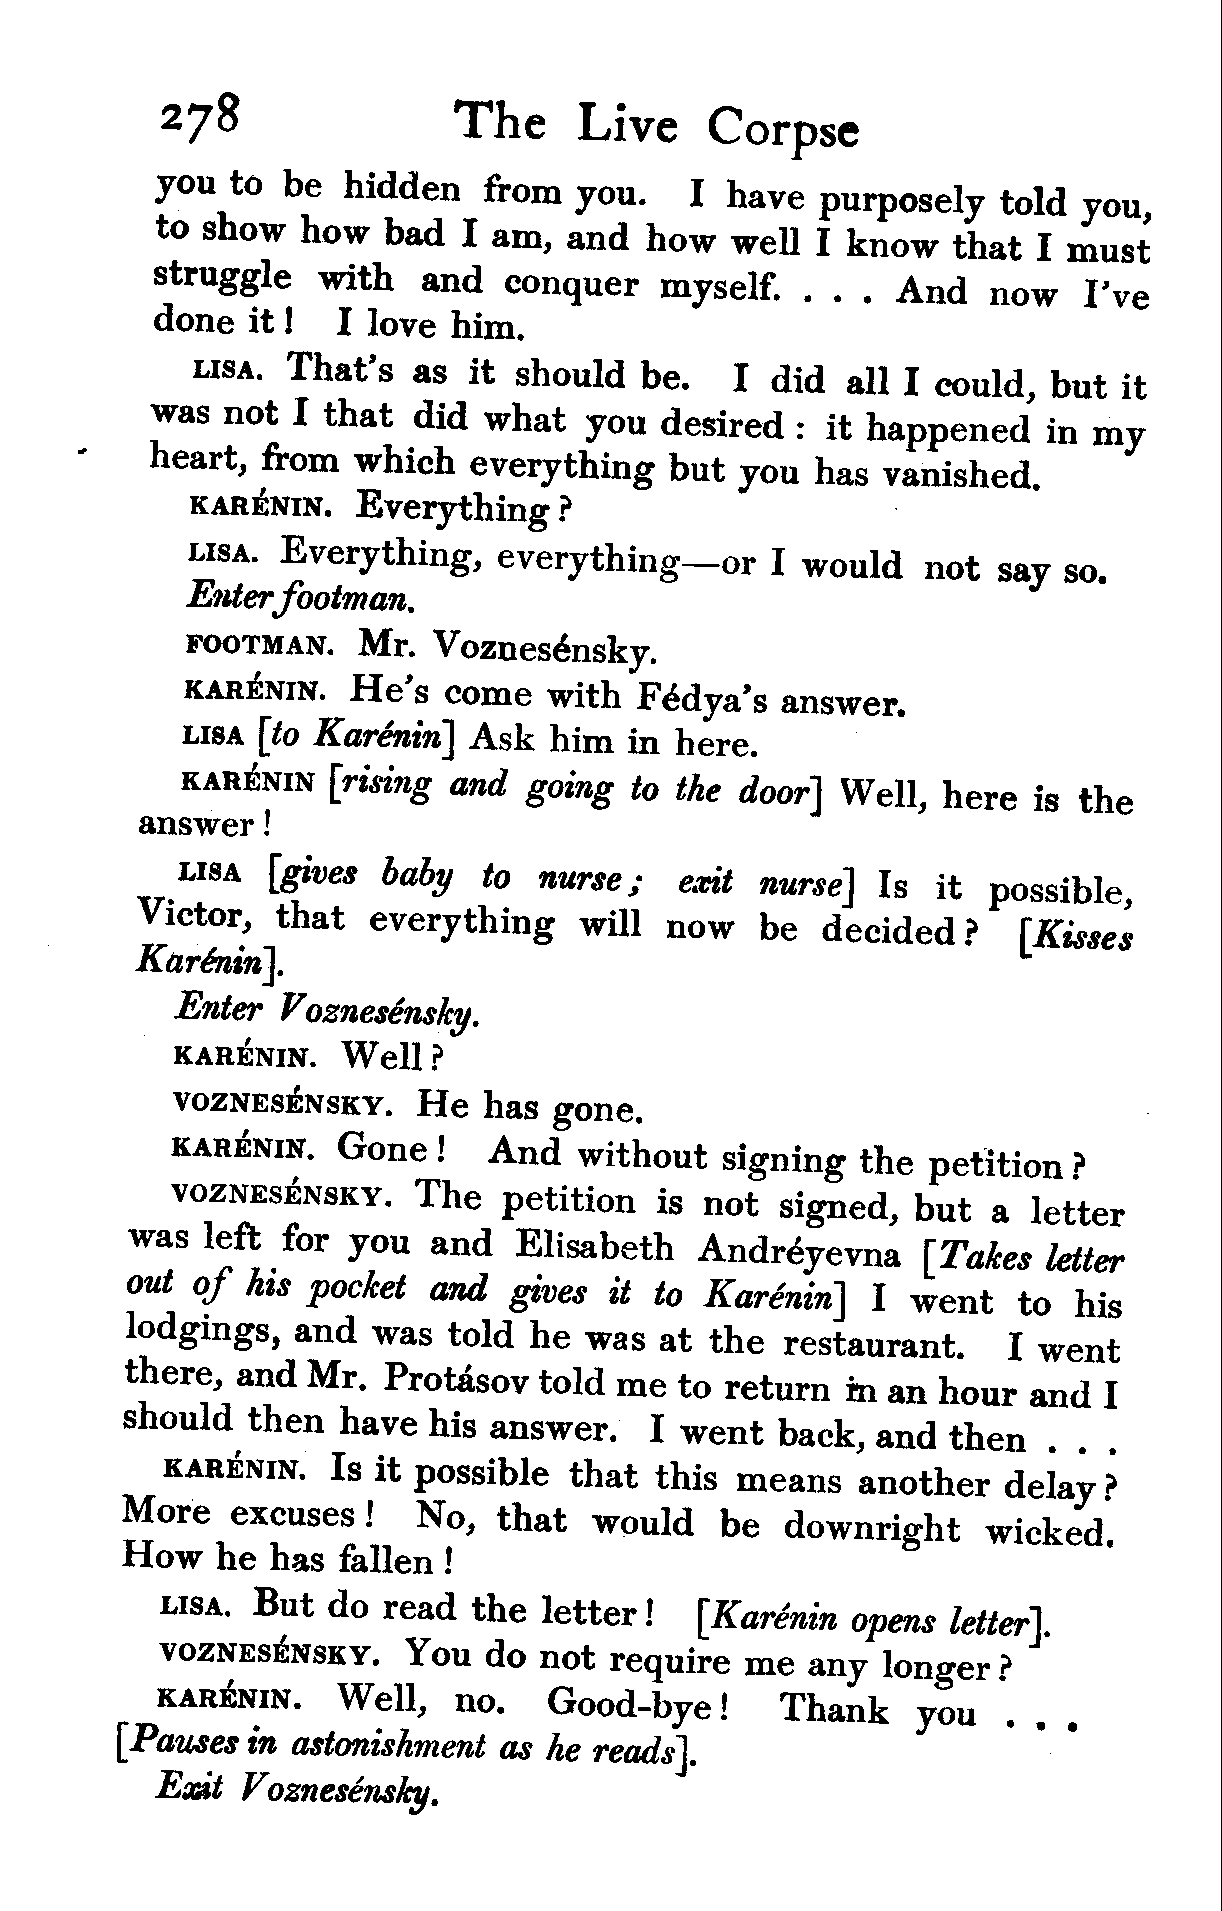 278 The Live Corpse
you to be hidden from you. I have purposely told you,
to show how bad I am, and how well I know that I must
struggle with and conquer myself. . . . And now I've
done it ! I love him.
LISA. That's as it should be. I did all I could, but it
was not I that did what you desired : it happened in my
heart, from which everything but you has vanished.
KARÉNIN. Everything ?
LISA. Everything, everything—or I would not say so.
Enter footman.
FOOTMAN. Mr. Voznesénsky.
KARÉNIN. He's come with Fédya's answer.
LISA [to Karénin] Ask him in here.
KARÉNIN [rising and going to the door] Well, here is the
answer !
LISA [gives baby to nurse ; exit nurse] Is it possible,
Victor, that everything will now be decided ? [Kisses
Karénin].
Enter Voznesénsky.
KARÉNIN. Well ?
VOZNESÉNSKY. He has gone.
KARÉNIN. Gone ! And without signing the petition ?
VOZNESÉNSKY. The petition is not signed, but a letter
was left for you and Elisabeth Andréyevna [Takes letter
out of his pocket and gives it to Karénin] I went to his
lodgings, and was told he was at the restaurant. I went
there, and Mr. Protásov told me to return in an hour and I
should then have his answer. I went back, and then . . .
KARÉNIN. Is it possible that this means another delay ?
More excuses ! No, that would be downright wicked.
How he has fallen !
LISA. But do read the letter ! [Karénin opens letter].
VOZNESÉNSKY. You do not require me any longer ?
KARÉNIN. Well, no. Good-bye ! Thank you . . .
[Pauses in astonishment as he reads].
Exit Voznesénsky.